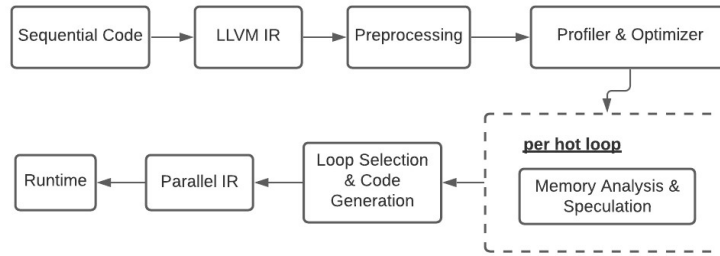 Sequential Code
LLVM IR
Preprocessing
Profiler & Optimizer
per hot loop
Memory Analysis &
Speculation
Loop Selection
& Code
Generation
Parallel IR
Runtime